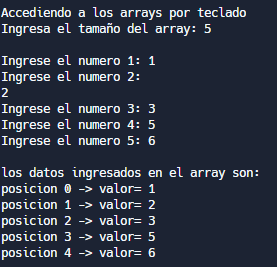 Accediendo a los arrays por teclado
Ingresa el tamaño del array: 5

Ingrese el numero 1: 1
Ingrese el numero 2:
2
Ingrese el numero 3: 3
Ingrese el numero 4: 5
Ingrese el numero 5: 6

los datos ingresados en el array son:
posicion 0 -> valor= 1
posicion 1 -> valor= 2
posicion 2 -> valor= 3
posicion 3 -> valor= 5
posicion 4 -> valor= 6